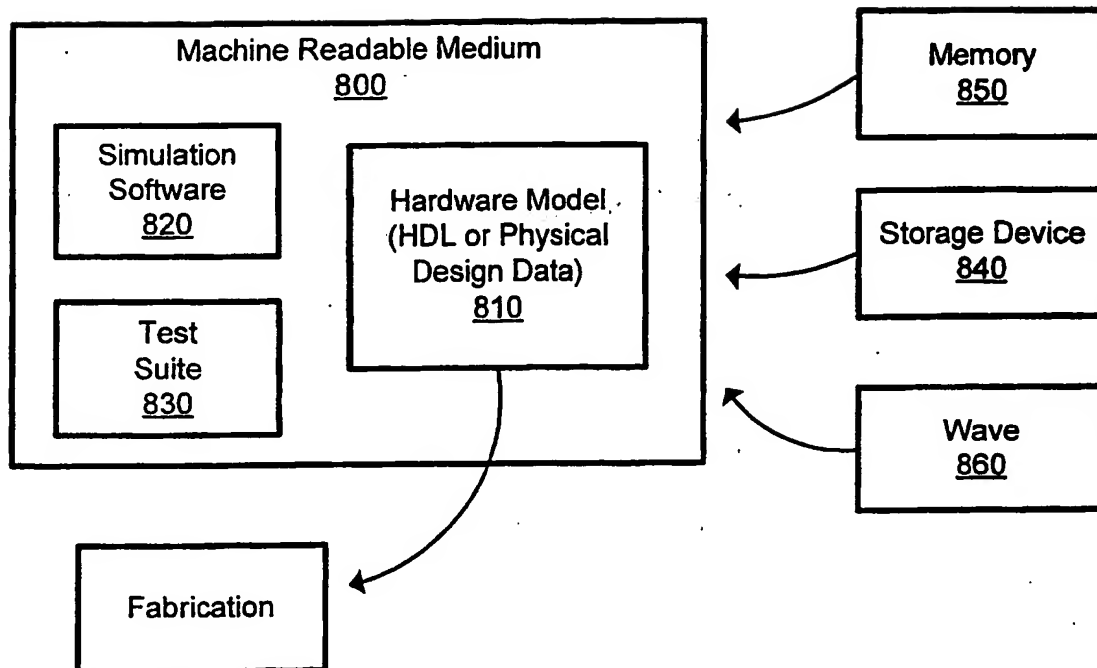 Machine Readable Medium
800
Simulation
Software
820
Test
Suite
830
Hardware Model
(HDL or Physical
Design Data)
810
Memory
850
Storage Device
840
Wave
860
Fabrication